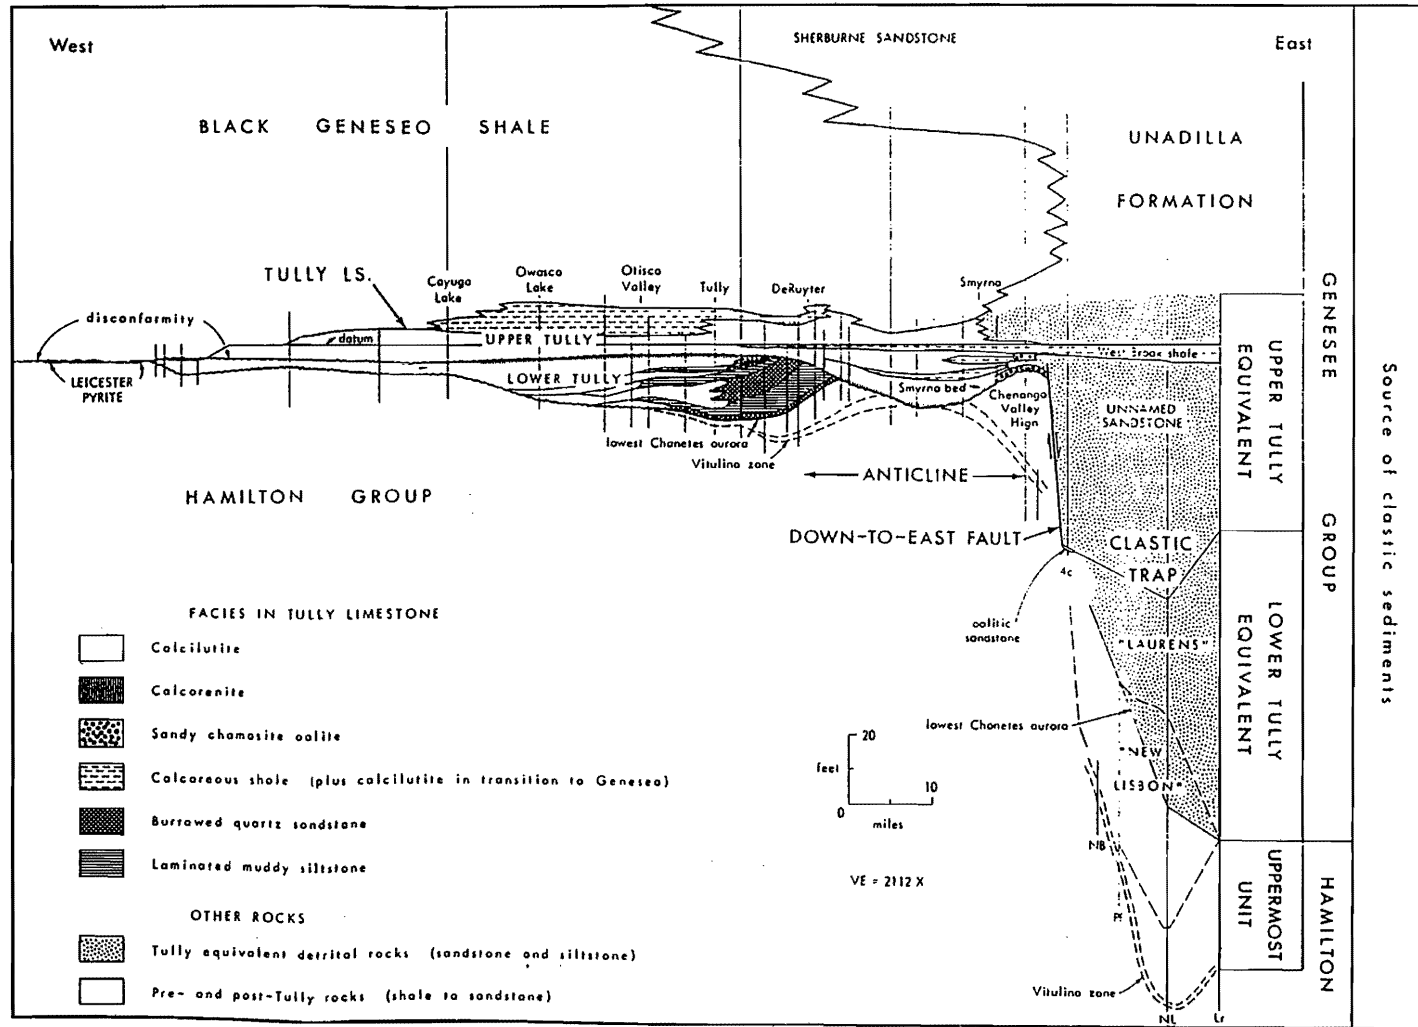 West
SHERBURNE SANDSTONE
East
BLACK GENESEO SHALE
UNADILLA
FORMATION
TULLY LS.
Cayuga
Lake
Owasco
Lake
Otisco
Valley
Tully
DeRuyter
Smyrna
disconformity
datum
UPPER TULLY
West Brook shale
LEICESTER
PYRITE
LOWER TULLY
Smyrna bed
Chenango
Valley
High
UNNAMED
SANDSTONE
lowest Chonetes aurora
Vitulina zone
ANTICLINE
HAMILTON GROUP
DOWN-TO-EAST FAULT
CLASTIC
TRAP
4c
oolitic
sandstone
"LAURENS"
lowest Chonetes aurora
"NEW
LISBON"
NB
Pf
Vitulina zone
NL
Lr
UPPER TULLY
EQUIVALENT
LOWER TULLY
EQUIVALENT
UPPERMOST
UNIT
GENESEE
GROUP
HAMILTON
Source of clastic sediments
FACIES IN TULLY LIMESTONE
Calcilutite
Calcarenite
Sandy chamosite oolite
Calcareous shale (plus calcilutite in transition to Geneseo)
Burrowed quartz sandstone
Laminated muddy siltstone
OTHER ROCKS
Tully equivalent detrital rocks (sandstone and siltstone)
Pre- and post-Tully rocks (shale to sandstone)
20
feet
10
0
miles
VE = 2112 X